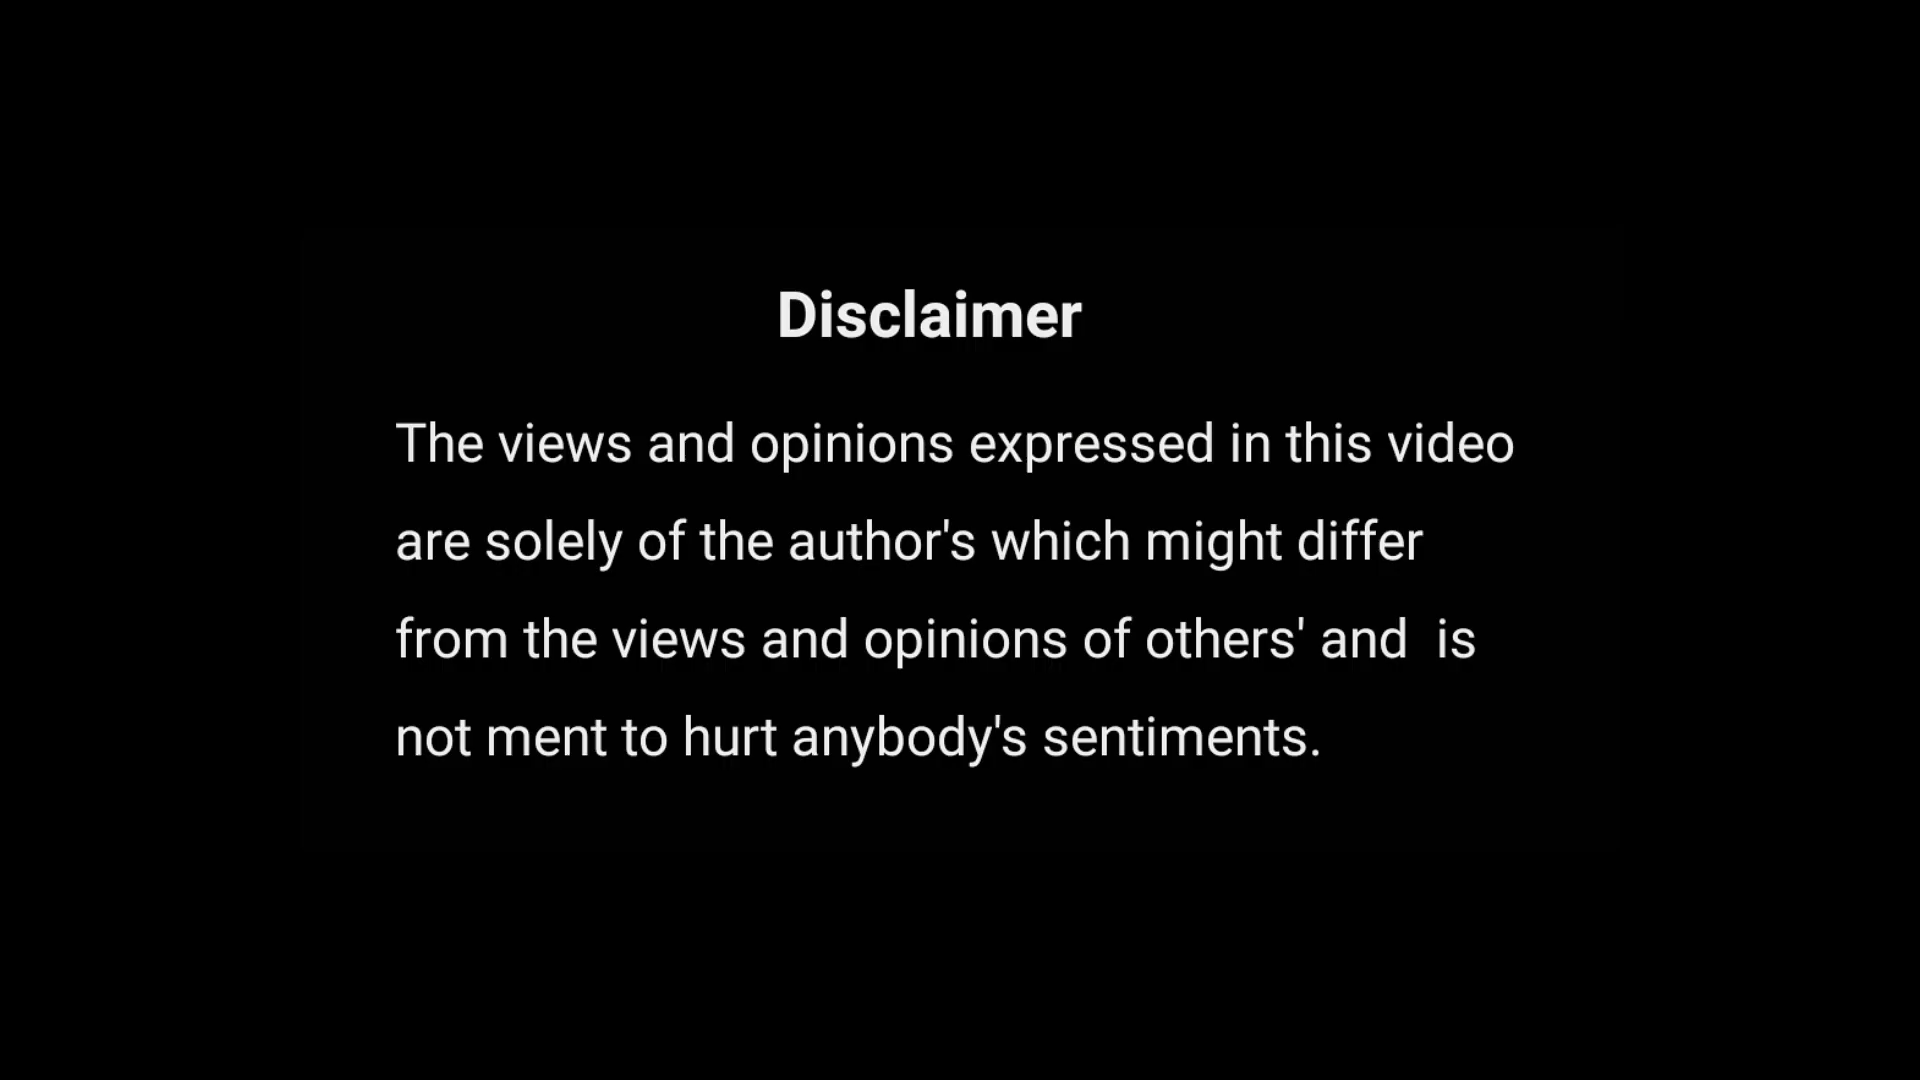 Disclaimer
The views and opinions expressed in this video
are solely of the author's which might differ
from the views and opinions of others' and  is
not ment to hurt anybody's sentiments.